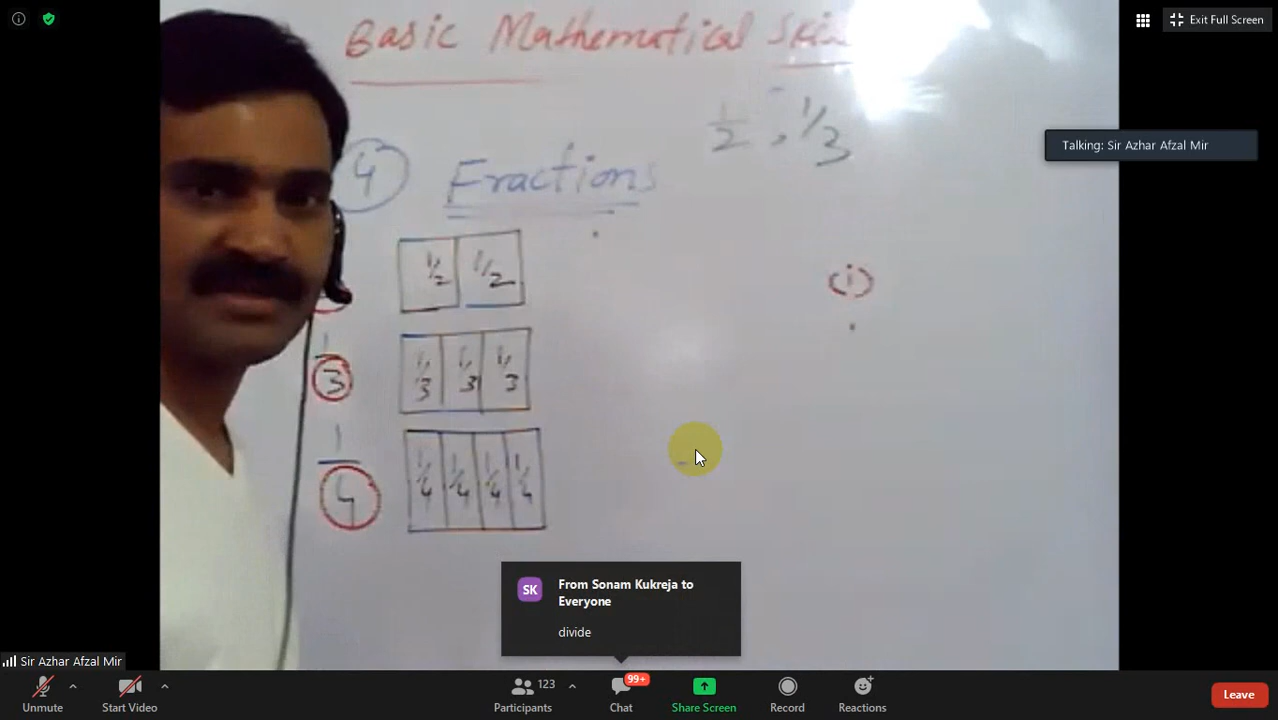 Exit Full Screen
Basic Mathematical
1/2 , 1/3
Talking: Sir Azhar Afzal Mir
4 Fractions
1/2 1/2
(i)
1
3
1/3 1/3 1/3
1
4
1/4 1/4 1/4 1/4
SK
From Sonam Kukreja to
Everyone
divide
Sir Azhar Afzal Mir
Unmute
Start Video
123
Participants
99+
Chat
Share Screen
Record
Reactions
Leave